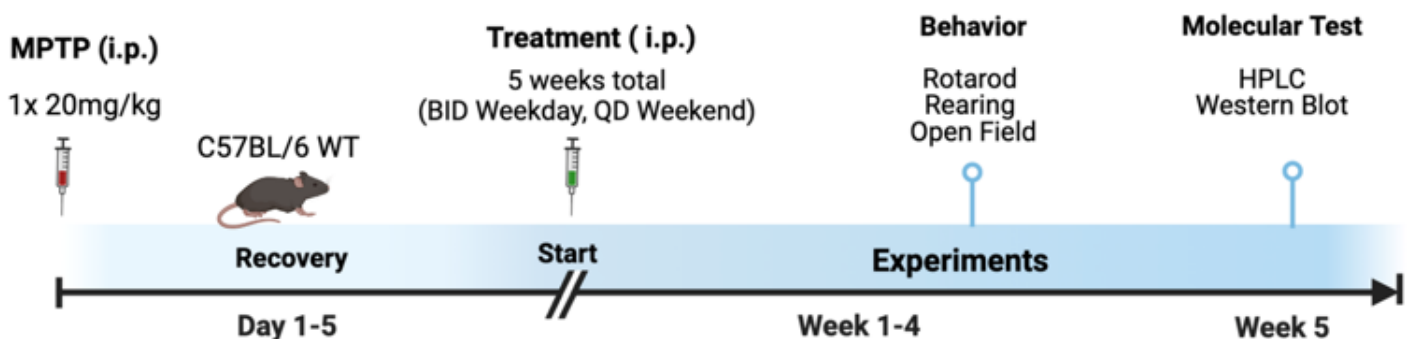 MPTP (i.p.)
1x 20mg/kg
C57BL/6 WT
Treatment ( i.p.)
5 weeks total
(BID Weekday, QD Weekend)
Behavior
Rotarod
Rearing
Open Field
Molecular Test
HPLC
Western Blot
Recovery
Start
Experiments
Day 1-5
Week 1-4
Week 5